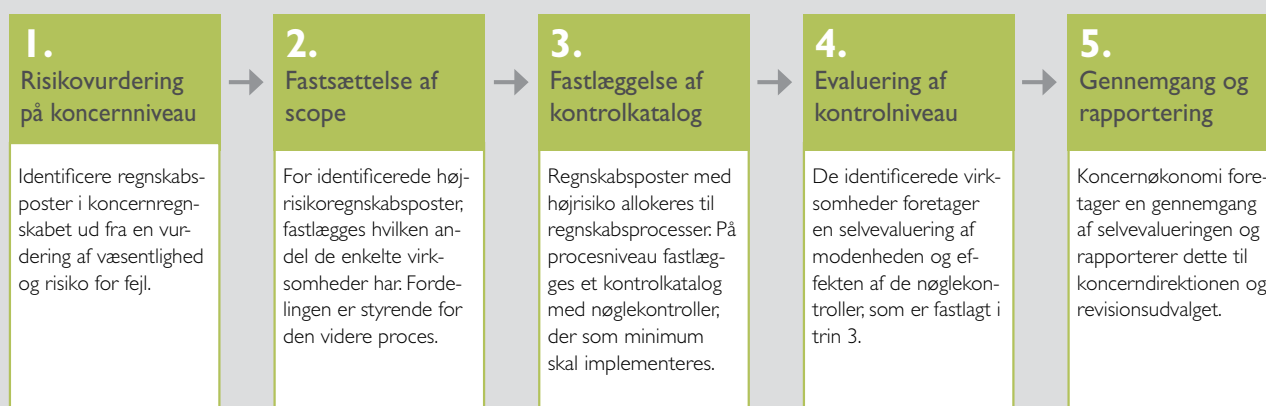 1.
Risikovurdering
på koncernniveau
Identificere regnskabs-
poster i koncernregn-
skabet ud fra en vur-
dering af væsentlighed
og risiko for fejl.
2.
Fastsættelse af
scope
For identificerede høj-
risikoregnskabsposter,
fastlægges hvilken an-
del de enkelte virk-
somheder har. Forde-
lingen er styrende for
den videre proces.
3.
Fastlæggelse af
kontrolkatalog
Regnskabsposter med
højrisiko allokeres til
regnskabsprocesser. På
procesniveau fastlæg-
ges et kontrolkatalog
med nøglekontroller,
der som minimum
skal implementeres.
4.
Evaluering af
kontrolniveau
De identificerede virk-
somheder foretager
en selvevaluering af
modenheden og ef-
fekten af de nøglekon-
troller, som er fastlagt i
trin 3.
5.
Gennemgang og
rapportering
Koncernøkonomi fore-
tager en gennemgang
af selvevalueringen og
rapporterer dette til
koncerndirektionen og
revisionsudvalget.